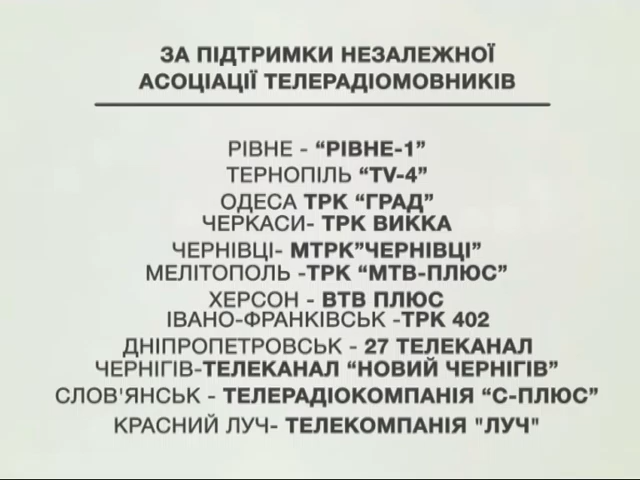 ЗА ПІДТРИМКИ НЕЗАЛЕЖНОЇ
АСОЦІАЦІЇ ТЕЛЕРАДІОМОВНИКІВ
РІВНЕ - “РІВНЕ-1”
ТЕРНОПІЛЬ “TV-4”
ОДЕСА ТРК “ГРАД”
ЧЕРКАСИ- ТРК ВИККА
ЧЕРНІВЦІ- МТРК”ЧЕРНІВЦІ”
МЕЛІТОПОЛЬ -ТРК “МТВ-ПЛЮС”
ХЕРСОН - ВТВ ПЛЮС
ІВАНО-ФРАНКІВСЬК -ТРК 402
ДНІПРОПЕТРОВСЬК - 27 ТЕЛЕКАНАЛ
ЧЕРНІГІВ-ТЕЛЕКАНАЛ “НОВИЙ ЧЕРНІГІВ”
СЛОВ'ЯНСЬК - ТЕЛЕРАДІОКОМПАНІЯ “С-ПЛЮС”
КРАСНИЙ ЛУЧ- ТЕЛЕКОМПАНІЯ "ЛУЧ"